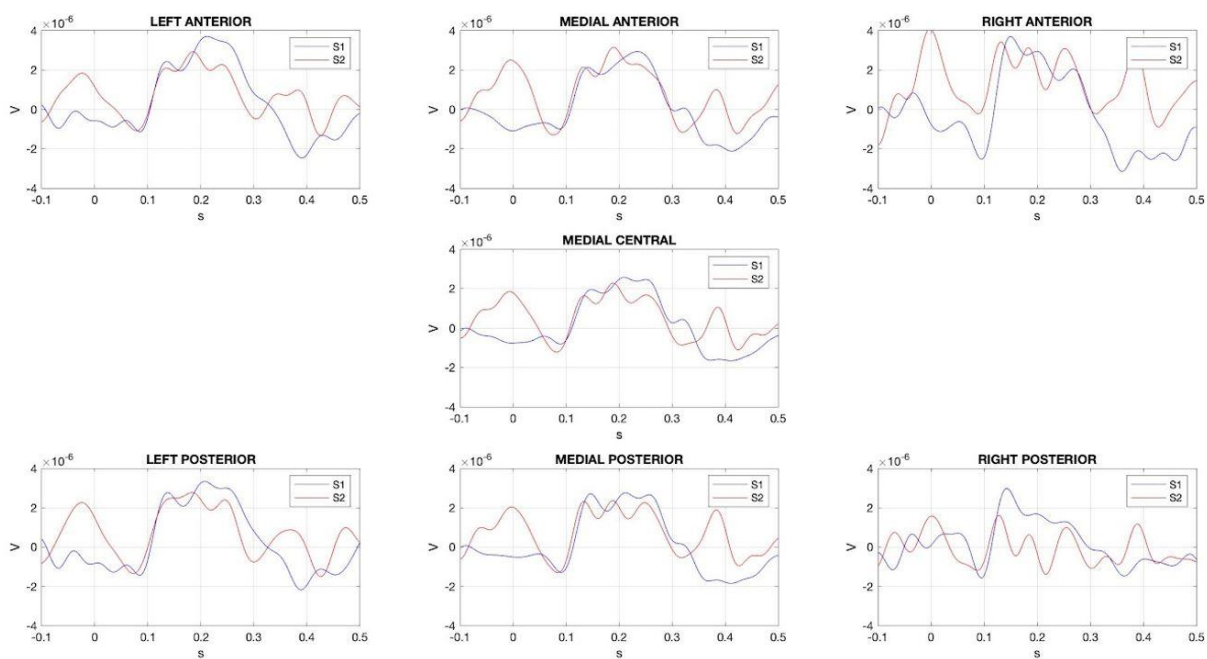 LEFT ANTERIOR
×10⁻⁶
4
2
0
-2
-4
V
-0.1 0 0.1 0.2 0.3 0.4 0.5
s
S1
S2
MEDIAL ANTERIOR
×10⁻⁶
4
2
0
-2
-4
V
-0.1 0 0.1 0.2 0.3 0.4 0.5
s
S1
S2
RIGHT ANTERIOR
×10⁻⁶
4
2
0
-2
-4
V
-0.1 0 0.1 0.2 0.3 0.4 0.5
s
S1
S2
MEDIAL CENTRAL
×10⁻⁶
4
2
0
-2
-4
V
-0.1 0 0.1 0.2 0.3 0.4 0.5
s
S1
S2
LEFT POSTERIOR
×10⁻⁶
4
2
0
-2
-4
V
-0.1 0 0.1 0.2 0.3 0.4 0.5
s
S1
S2
MEDIAL POSTERIOR
×10⁻⁶
4
2
0
-2
-4
V
-0.1 0 0.1 0.2 0.3 0.4 0.5
s
S1
S2
RIGHT POSTERIOR
×10⁻⁶
4
2
0
-2
-4
V
-0.1 0 0.1 0.2 0.3 0.4 0.5
s
S1
S2